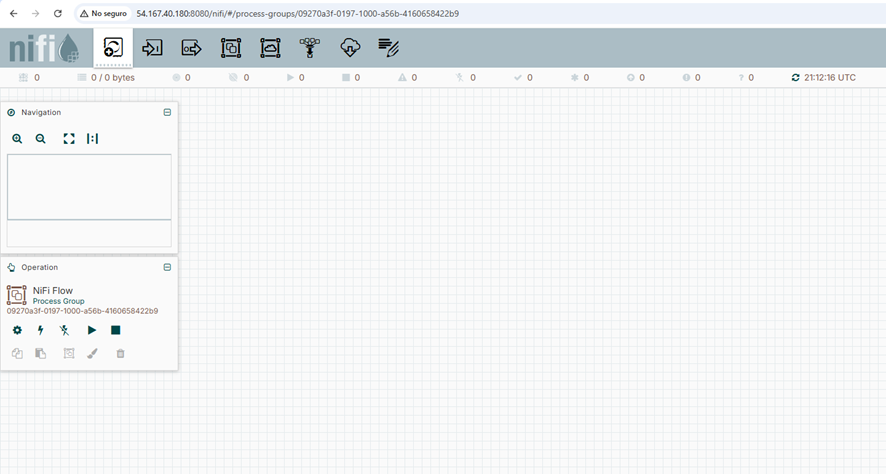 No seguro
54.167.40.180:8080/nifi/#/process-groups/09270a3f-0197-1000-a56b-4160658422b9
nifi
0 0 / 0 bytes 0 0 0 0 0 0 0 0 0 0 ? 0 21:12:16 UTC
Navigation
Operation
NiFi Flow
Process Group
09270a3f-0197-1000-a56b-4160658422b9